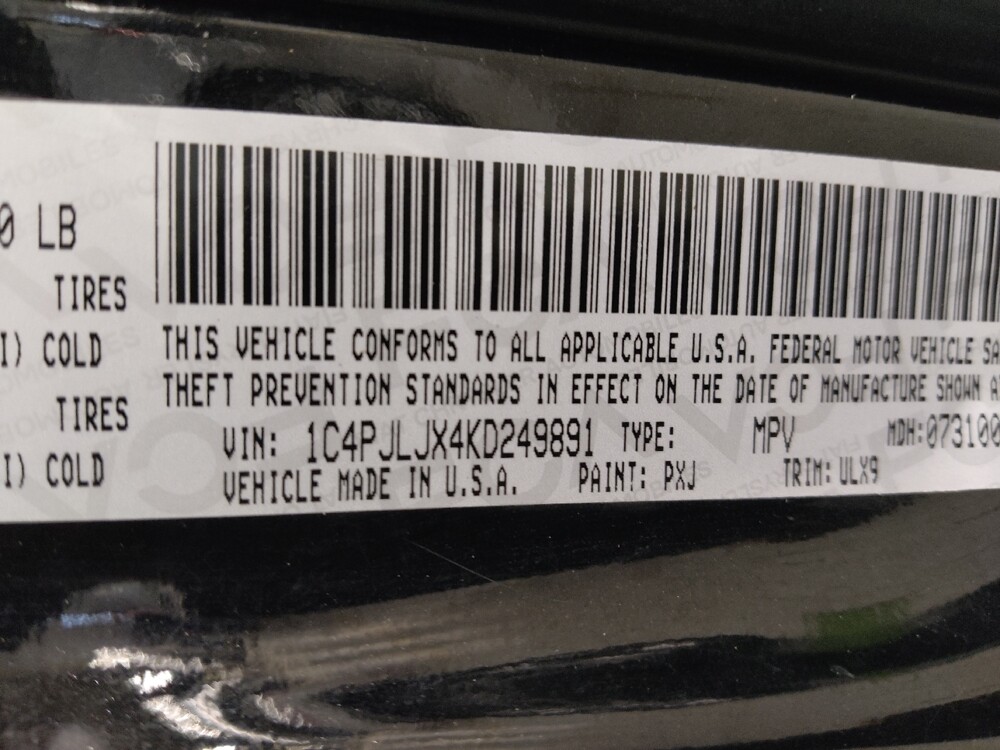 0 LB
TIRES
I) COLD
TIRES
I) COLD
THIS VEHICLE CONFORMS TO ALL APPLICABLE U.S.A. FEDERAL MOTOR VEHICLE SA
THEFT PREVENTION STANDARDS IN EFFECT ON THE DATE OF MANUFACTURE SHOWN A
VIN: 1C4PJLJX4KD249891 TYPE: MPV MDH:073100
VEHICLE MADE IN U.S.A. PAINT: PXJ TRIM: ULX9